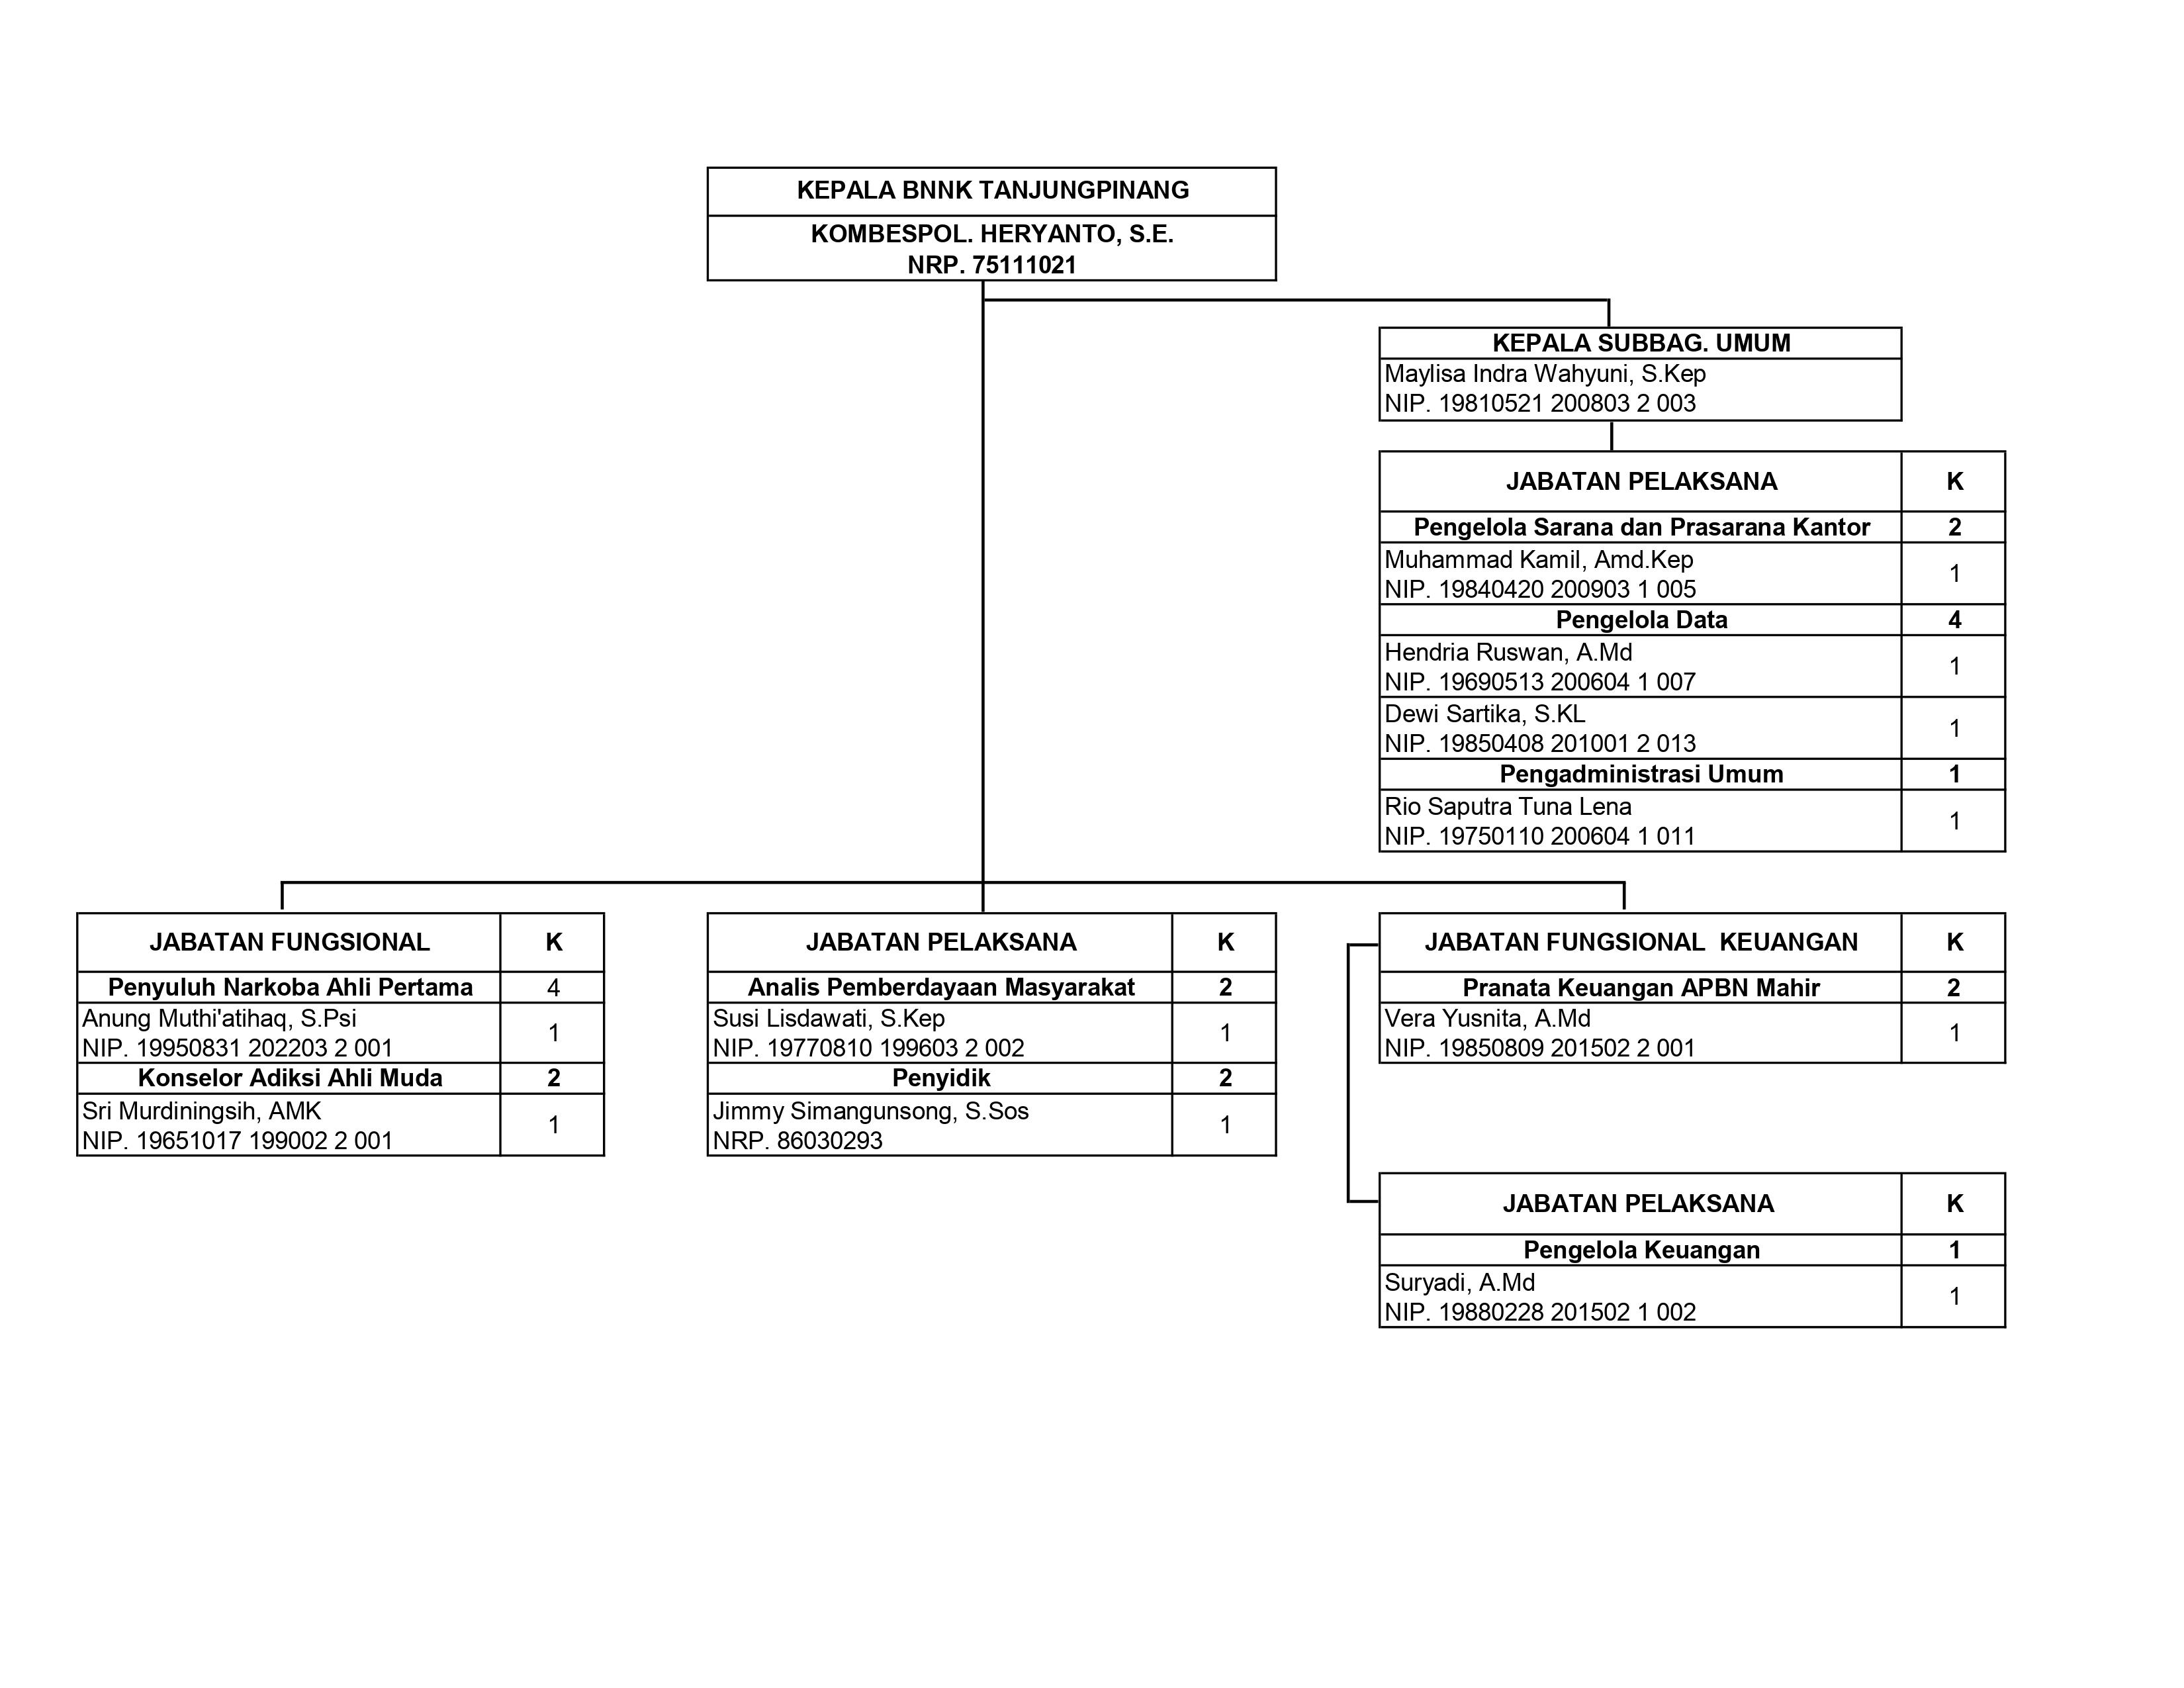 KEPALA BNNK TANJUNGPINANG
KOMBESPOL. HERYANTO, S.E.
NRP. 75111021
KEPALA SUBBAG. UMUM
Maylisa Indra Wahyuni, S.Kep
NIP. 19810521 200803 2 003
JABATAN PELAKSANA K
Pengelola Sarana dan Prasarana Kantor 2
Muhammad Kamil, Amd.Kep
NIP. 19840420 200903 1 005
1
Pengelola Data 4
Hendria Ruswan, A.Md
NIP. 19690513 200604 1 007
1
Dewi Sartika, S.KL
NIP. 19850408 201001 2 013
1
Pengadministrasi Umum 1
Rio Saputra Tuna Lena
NIP. 19750110 200604 1 011
1
JABATAN FUNGSIONAL K
Penyuluh Narkoba Ahli Pertama 4
Anung Muthi'atihaq, S.Psi
NIP. 19950831 202203 2 001
1
Konselor Adiksi Ahli Muda 2
Sri Murdiningsih, AMK
NIP. 19651017 199002 2 001
1
JABATAN PELAKSANA K
Analis Pemberdayaan Masyarakat 2
Susi Lisdawati, S.Kep
NIP. 19770810 199603 2 002
1
Penyidik 2
Jimmy Simangunsong, S.Sos
NRP. 86030293
1
JABATAN FUNGSIONAL KEUANGAN K
Pranata Keuangan APBN Mahir 2
Vera Yusnita, A.Md
NIP. 19850809 201502 2 001
1
JABATAN PELAKSANA K
Pengelola Keuangan 1
Suryadi, A.Md
NIP. 19880228 201502 1 002
1